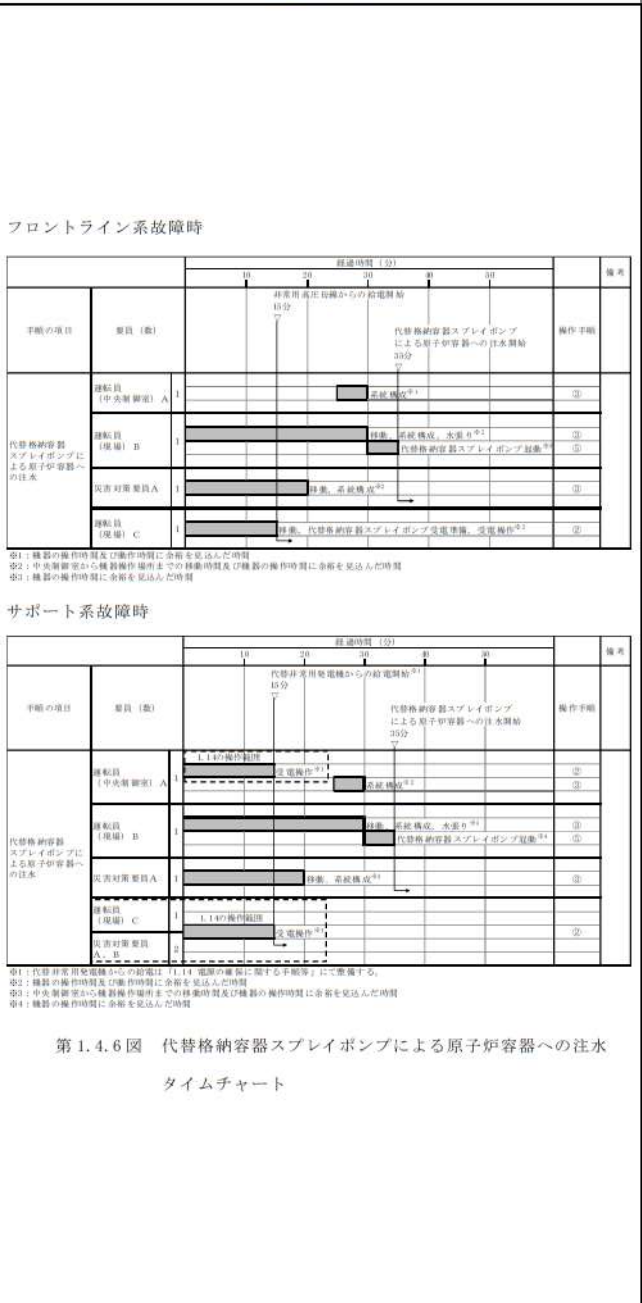 フロントライン系故障時
経過時間（分）
10 20 30 40 50
備考
手順の項目
要員（数）
非常用高圧母線からの給電開始
15分
▽
代替格納容器スプレイポンプ
による原子炉容器への注水開始
35分
▽
操作手順
代替格納容器
スプレイポンプに
よる原子炉容器へ
の注水
運転員
（中央制御室） A
1
系統構成※1
③
運転員
（現場） B
1
移動、系統構成、水張り※2
代替格納容器スプレイポンプ起動※3
③
⑤
災害対策要員A
1
移動、系統構成※2
③
運転員
（現場） C
1
移動、代替格納容器スプレイポンプ受電準備、受電操作※2
②
※1：機器の操作時間及び動作時間に余裕を見込んだ時間
※2：中央制御室から機器操作場所までの移動時間及び機器の操作時間に余裕を見込んだ時間
※3：機器の操作時間に余裕を見込んだ時間
サポート系故障時
経過時間（分）
10 20 30 40 50
備考
手順の項目
要員（数）
代替非常用発電機からの給電開始※1
15分
▽
代替格納容器スプレイポンプ
による原子炉容器への注水開始
35分
▽
操作手順
代替格納容器
スプレイポンプに
よる原子炉容器へ
の注水
運転員
（中央制御室） A
1
1.14の操作範囲
受電操作※1
系統構成※2
②
③
運転員
（現場） B
1
移動、系統構成、水張り※3
代替格納容器スプレイポンプ起動※4
③
⑤
災害対策要員A
1
移動、系統構成※3
③
運転員
（現場） C
1
災害対策要員
A、B
2
1.14の操作範囲
受電操作※1
②
※1：代替非常用発電機からの給電は「1.14 電源の確保に関する手順等」にて整備する。
※2：機器の操作時間及び動作時間に余裕を見込んだ時間
※3：中央制御室から機器操作場所までの移動時間及び機器の操作時間に余裕を見込んだ時間
※4：機器の操作時間に余裕を見込んだ時間
第 1.4.6 図 代替格納容器スプレイポンプによる原子炉容器への注水
タイムチャート